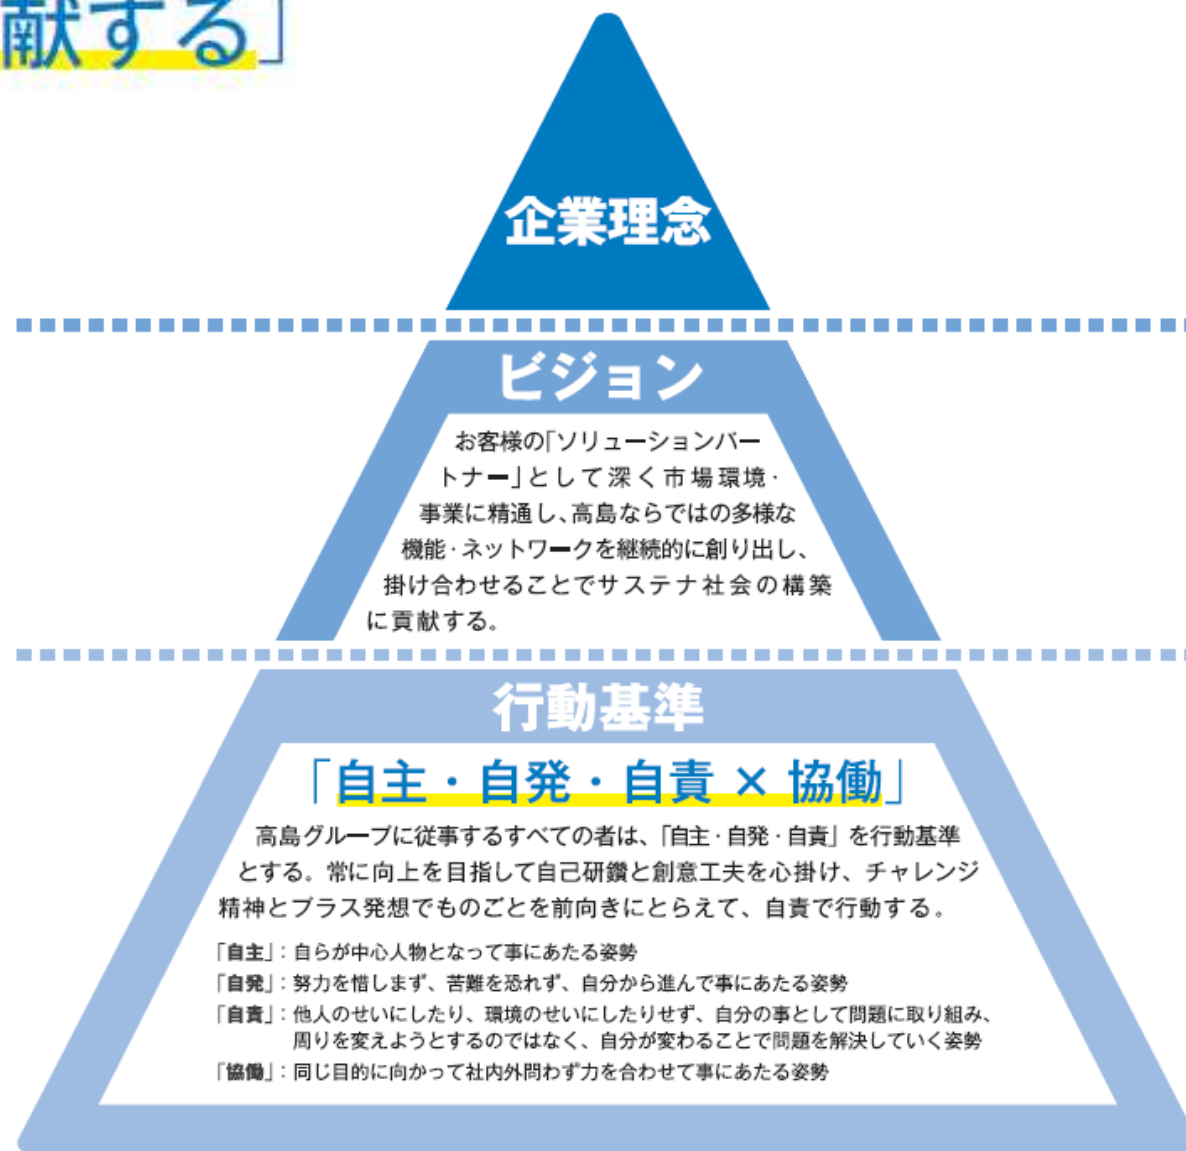 献する」
企業理念
ビジョン
お客様の「ソリューションパー
トナー」として深く市場環境・
事業に精通し、高島ならではの多様な
機能・ネットワークを継続的に創り出し、
掛け合わせることでサステナ社会の構築
に貢献する。
行動基準
「自主・自発・自責 × 協働」
高島グループに従事するすべての者は、「自主・自発・自責」を行動基準
とする。常に向上を目指して自己研鑽と創意工夫を心掛け、チャレンジ
精神とプラス発想でものごとを前向きにとらえて、自責で行動する。
「自主」：自らが中心人物となって事にあたる姿勢
「自発」：努力を惜しまず、苦難を恐れず、自分から進んで事にあたる姿勢
「自責」：他人のせいにしたり、環境のせいにしたりせず、自分の事として問題に取り組み、
周りを変えようとするのではなく、自分が変わることで問題を解決していく姿勢
「協働」：同じ目的に向かって社内外問わず力を合わせて事にあたる姿勢